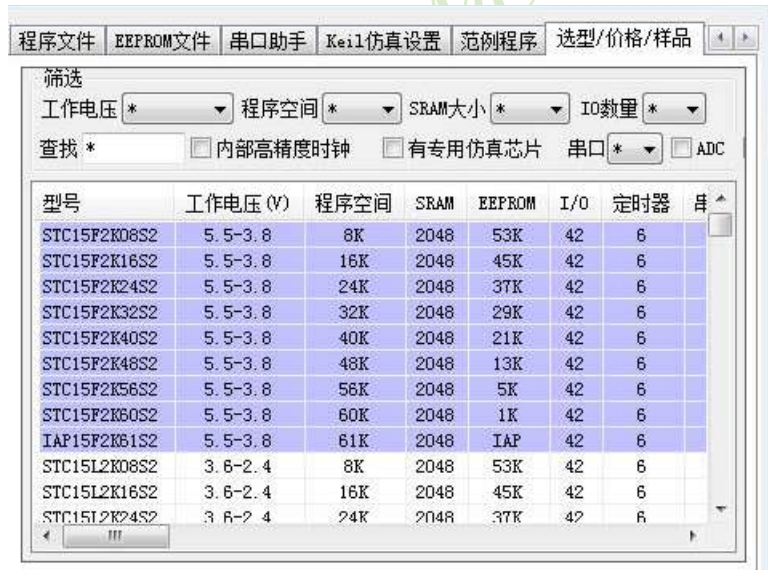 程序文件 EEPROM文件 串口助手 Keil仿真设置 范例程序 选型/价格/样品
筛选
工作电压 * 程序空间 * SRAM大小 * IO数量 *
查找 * 内部高精度时钟 有专用仿真芯片 串口 * ADC
型号 工作电压(V) 程序空间 SRAM EEPROM I/O 定时器 串
STC15F2K08S2 5.5-3.8 8K 2048 53K 42 6
STC15F2K16S2 5.5-3.8 16K 2048 45K 42 6
STC15F2K24S2 5.5-3.8 24K 2048 37K 42 6
STC15F2K32S2 5.5-3.8 32K 2048 29K 42 6
STC15F2K40S2 5.5-3.8 40K 2048 21K 42 6
STC15F2K48S2 5.5-3.8 48K 2048 13K 42 6
STC15F2K56S2 5.5-3.8 56K 2048 5K 42 6
STC15F2K60S2 5.5-3.8 60K 2048 1K 42 6
IAP15F2K61S2 5.5-3.8 61K 2048 IAP 42 6
STC15L2K08S2 3.6-2.4 8K 2048 53K 42 6
STC15L2K16S2 3.6-2.4 16K 2048 45K 42 6
STC15L2K24S2 3.6-2.4 24K 2048 37K 42 6